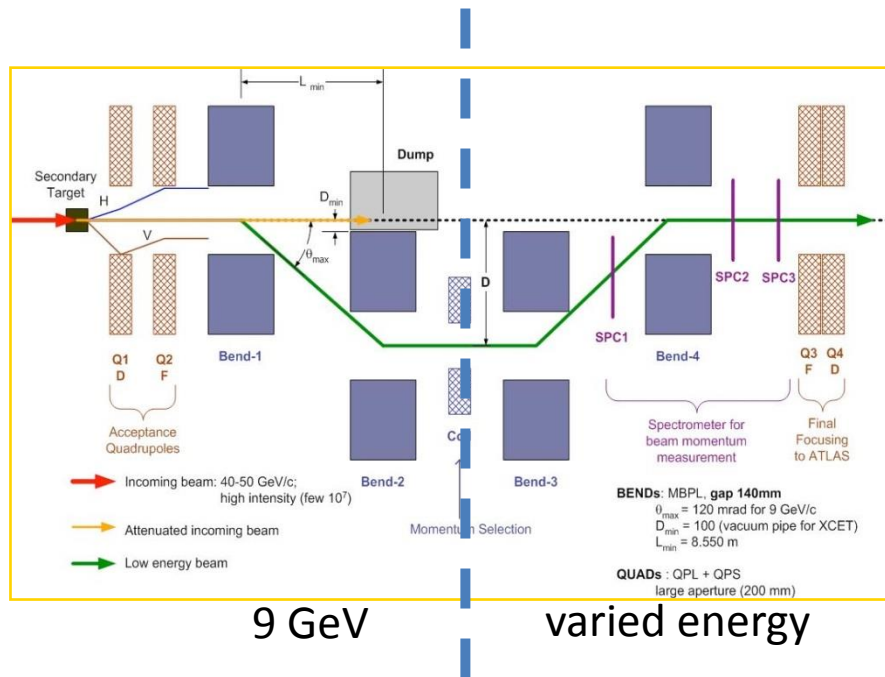 L min
Dump
Secondary
Target
H
D min
V
θmax
D
SPC1
SPC2
SPC3
Q1
D
Q2
F
Bend-1
Bend-4
Q3
F
Q4
D
Acceptance
Quadrupoles
Spectrometer for
beam momentum
measurement
Final
Focusing
to ATLAS
Bend-2
Bend-3
Incoming beam: 40-50 GeV/c;
high intensity (few 10⁷)
Attenuated incoming beam
Momentum Selection
Low energy beam
BENDs: MBPL, gap 140mm
θmax = 120 mrad for 9 GeV/c
Dmin = 100 (vacuum pipe for XCET)
Lmin = 8.550 m
QUADs : QPL + QPS
large aperture (200 mm)
9 GeV
varied energy